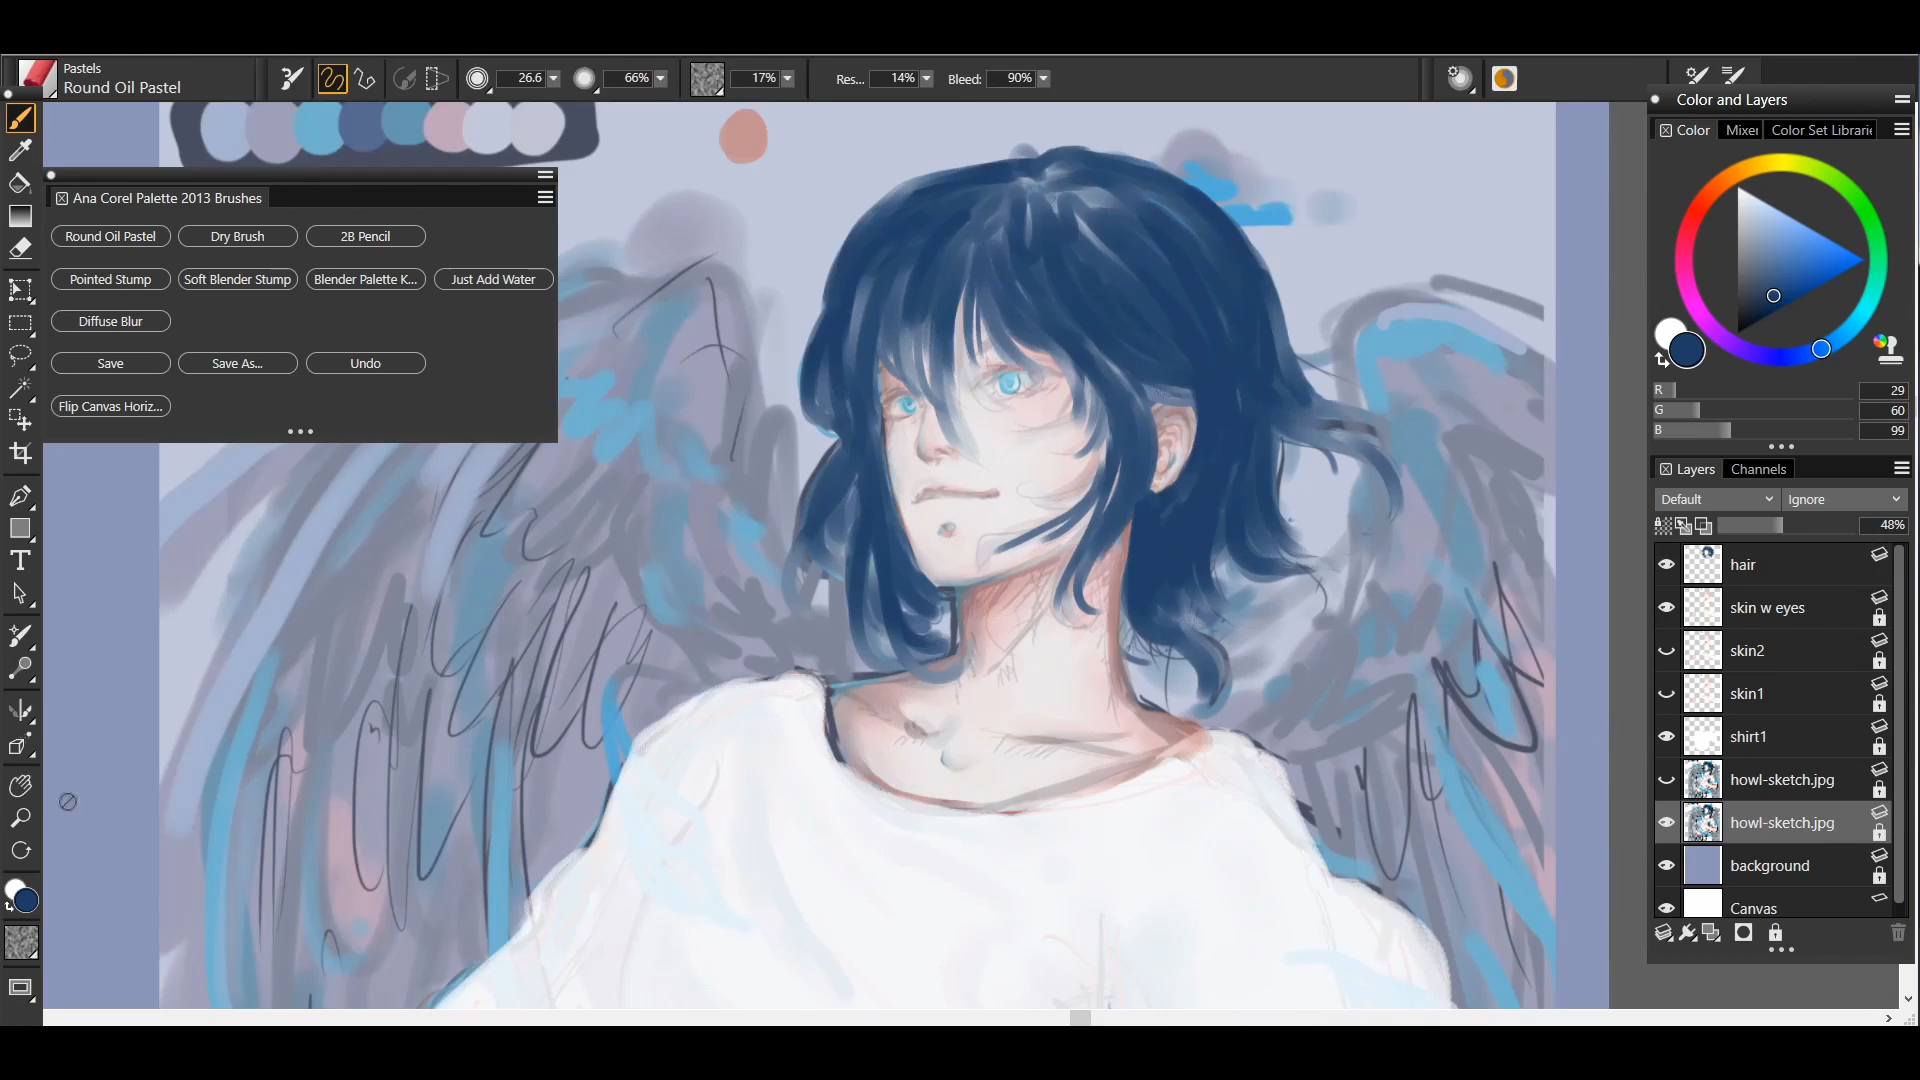 Pastels
Round Oil Pastel
26.6
66%
17%
Res...
14%
Bleed:
90%
Ana Corel Palette 2013 Brushes
Round Oil Pastel
Dry Brush
2B Pencil
Pointed Stump
Soft Blender Stump
Blender Palette K...
Just Add Water
Diffuse Blur
Save
Save As...
Undo
Flip Canvas Horiz...
Color and Layers
Color
Mixer
Color Set Librarie
R
29
G
60
B
99
Layers
Channels
Default
Ignore
48%
hair
skin w eyes
skin2
skin1
shirt1
howl-sketch.jpg
howl-sketch.jpg
background
Canvas
T